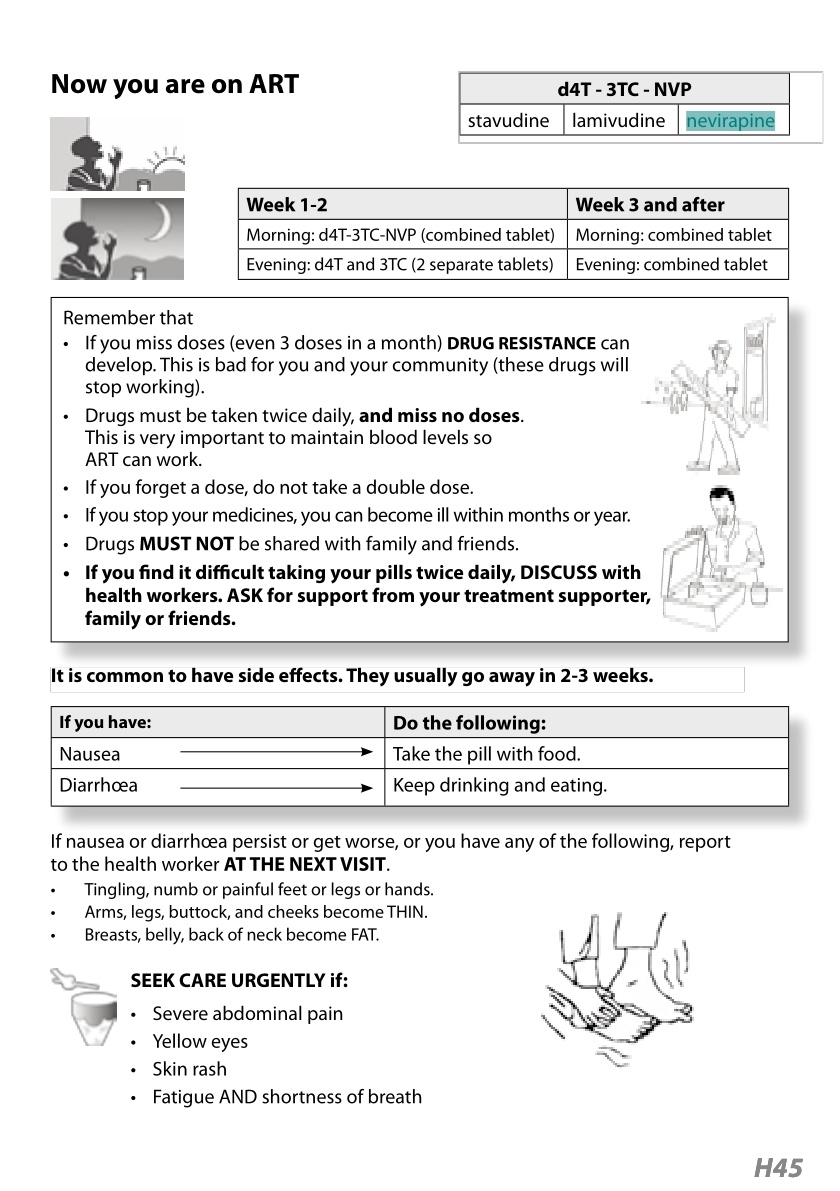 Now you are on ART
d4T - 3TC - NVP
stavudine lamivudine nevirapine
Week 1-2 Week 3 and after
Morning: d4T-3TC-NVP (combined tablet) Morning: combined tablet
Evening: d4T and 3TC (2 separate tablets) Evening: combined tablet
Remember that
• If you miss doses (even 3 doses in a month) DRUG RESISTANCE can
develop. This is bad for you and your community (these drugs will
stop working).
• Drugs must be taken twice daily, and miss no doses.
This is very important to maintain blood levels so
ART can work.
• If you forget a dose, do not take a double dose.
• If you stop your medicines, you can become ill within months or year.
• Drugs MUST NOT be shared with family and friends.
• If you find it difficult taking your pills twice daily, DISCUSS with
health workers. ASK for support from your treatment supporter,
family or friends.
It is common to have side effects. They usually go away in 2-3 weeks.
If you have: Do the following:
Nausea Take the pill with food.
Diarrhœa Keep drinking and eating.
If nausea or diarrhœa persist or get worse, or you have any of the following, report
to the health worker AT THE NEXT VISIT.
• Tingling, numb or painful feet or legs or hands.
• Arms, legs, buttock, and cheeks become THIN.
• Breasts, belly, back of neck become FAT.
SEEK CARE URGENTLY if:
• Severe abdominal pain
• Yellow eyes
• Skin rash
• Fatigue AND shortness of breath
H45